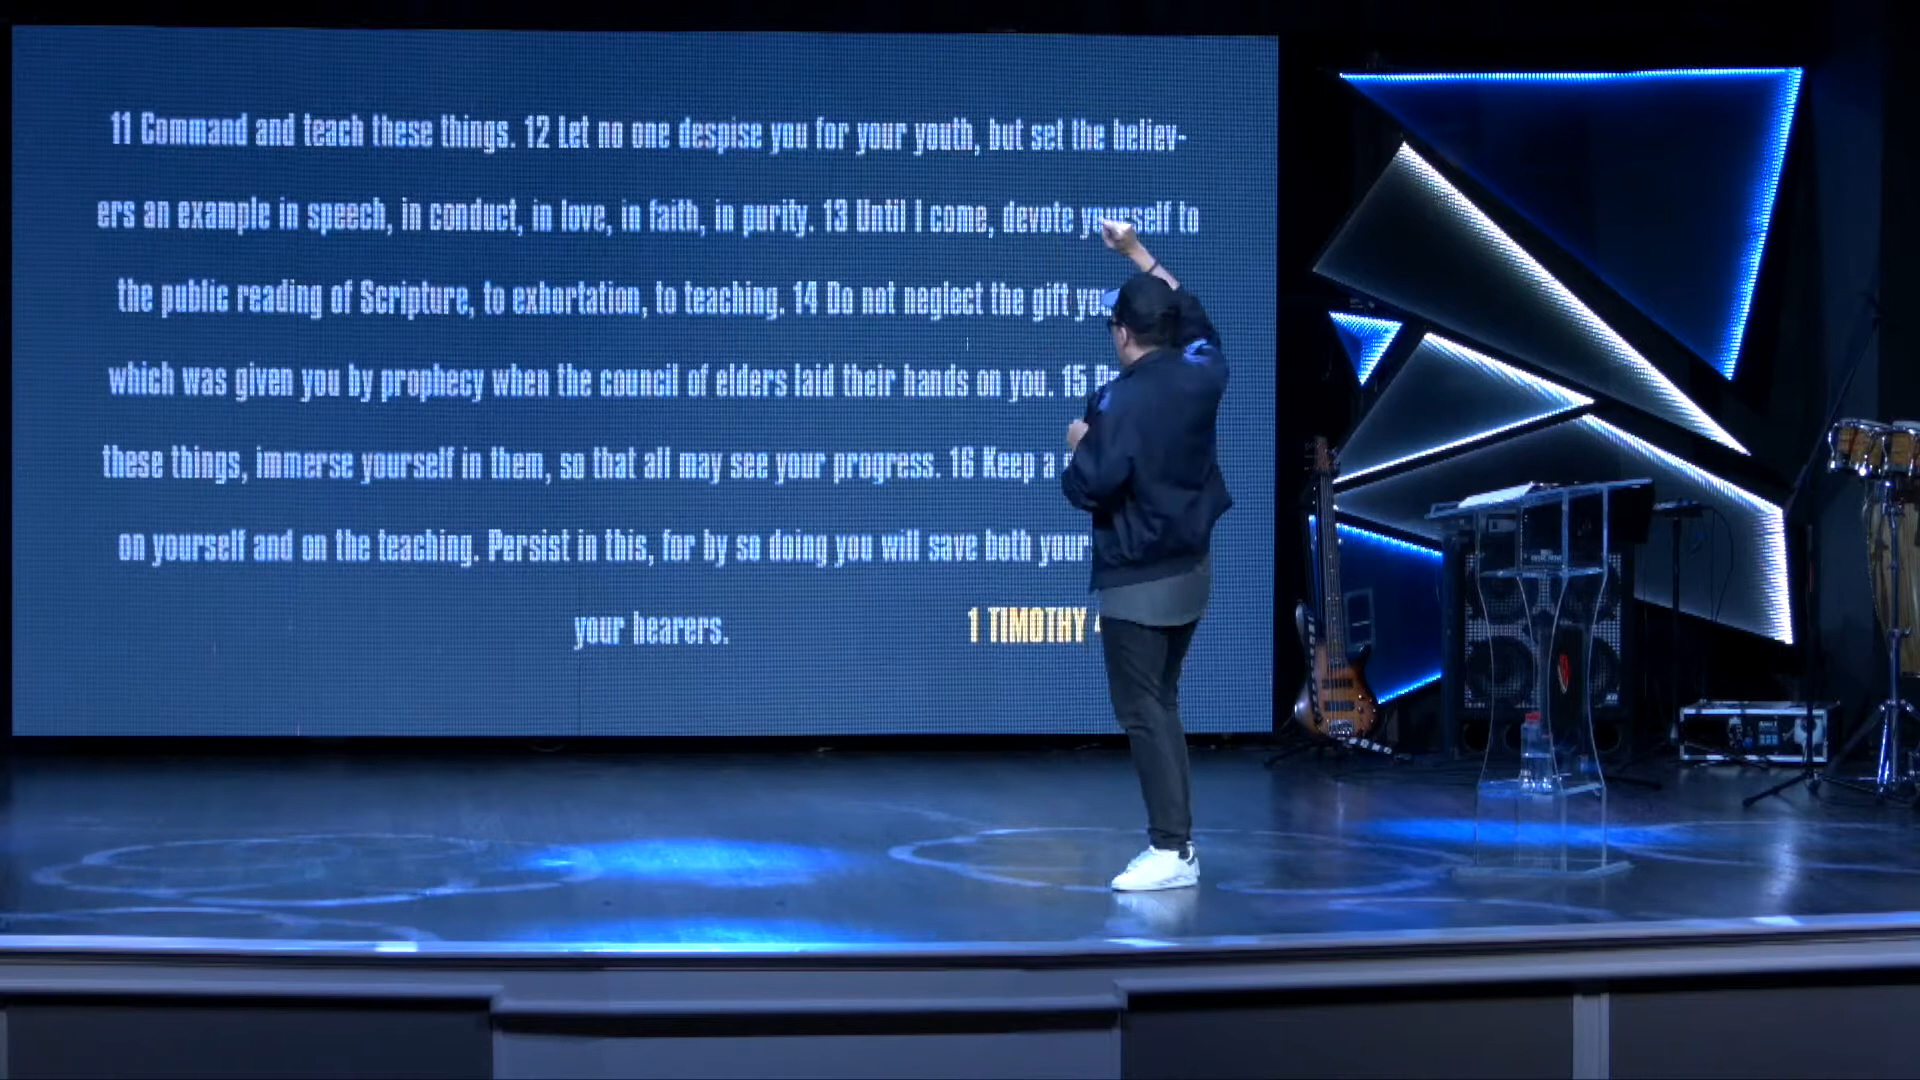 11 Command and teach these things. 12 Let no one despise you for your youth, but set the believ-
ers an example in speech, in conduct, in love, in faith, in purity. 13 Until I come, devote yourself to
the public reading of Scripture, to exhortation, to teaching. 14 Do not neglect the gift you
which was given you by prophecy when the council of elders laid their hands on you. 15
these things, immerse yourself in them, so that all may see your progress. 16 Keep a
on yourself and on the teaching. Persist in this, for by so doing you will save both your
your hearers.
1 TIMOTHY